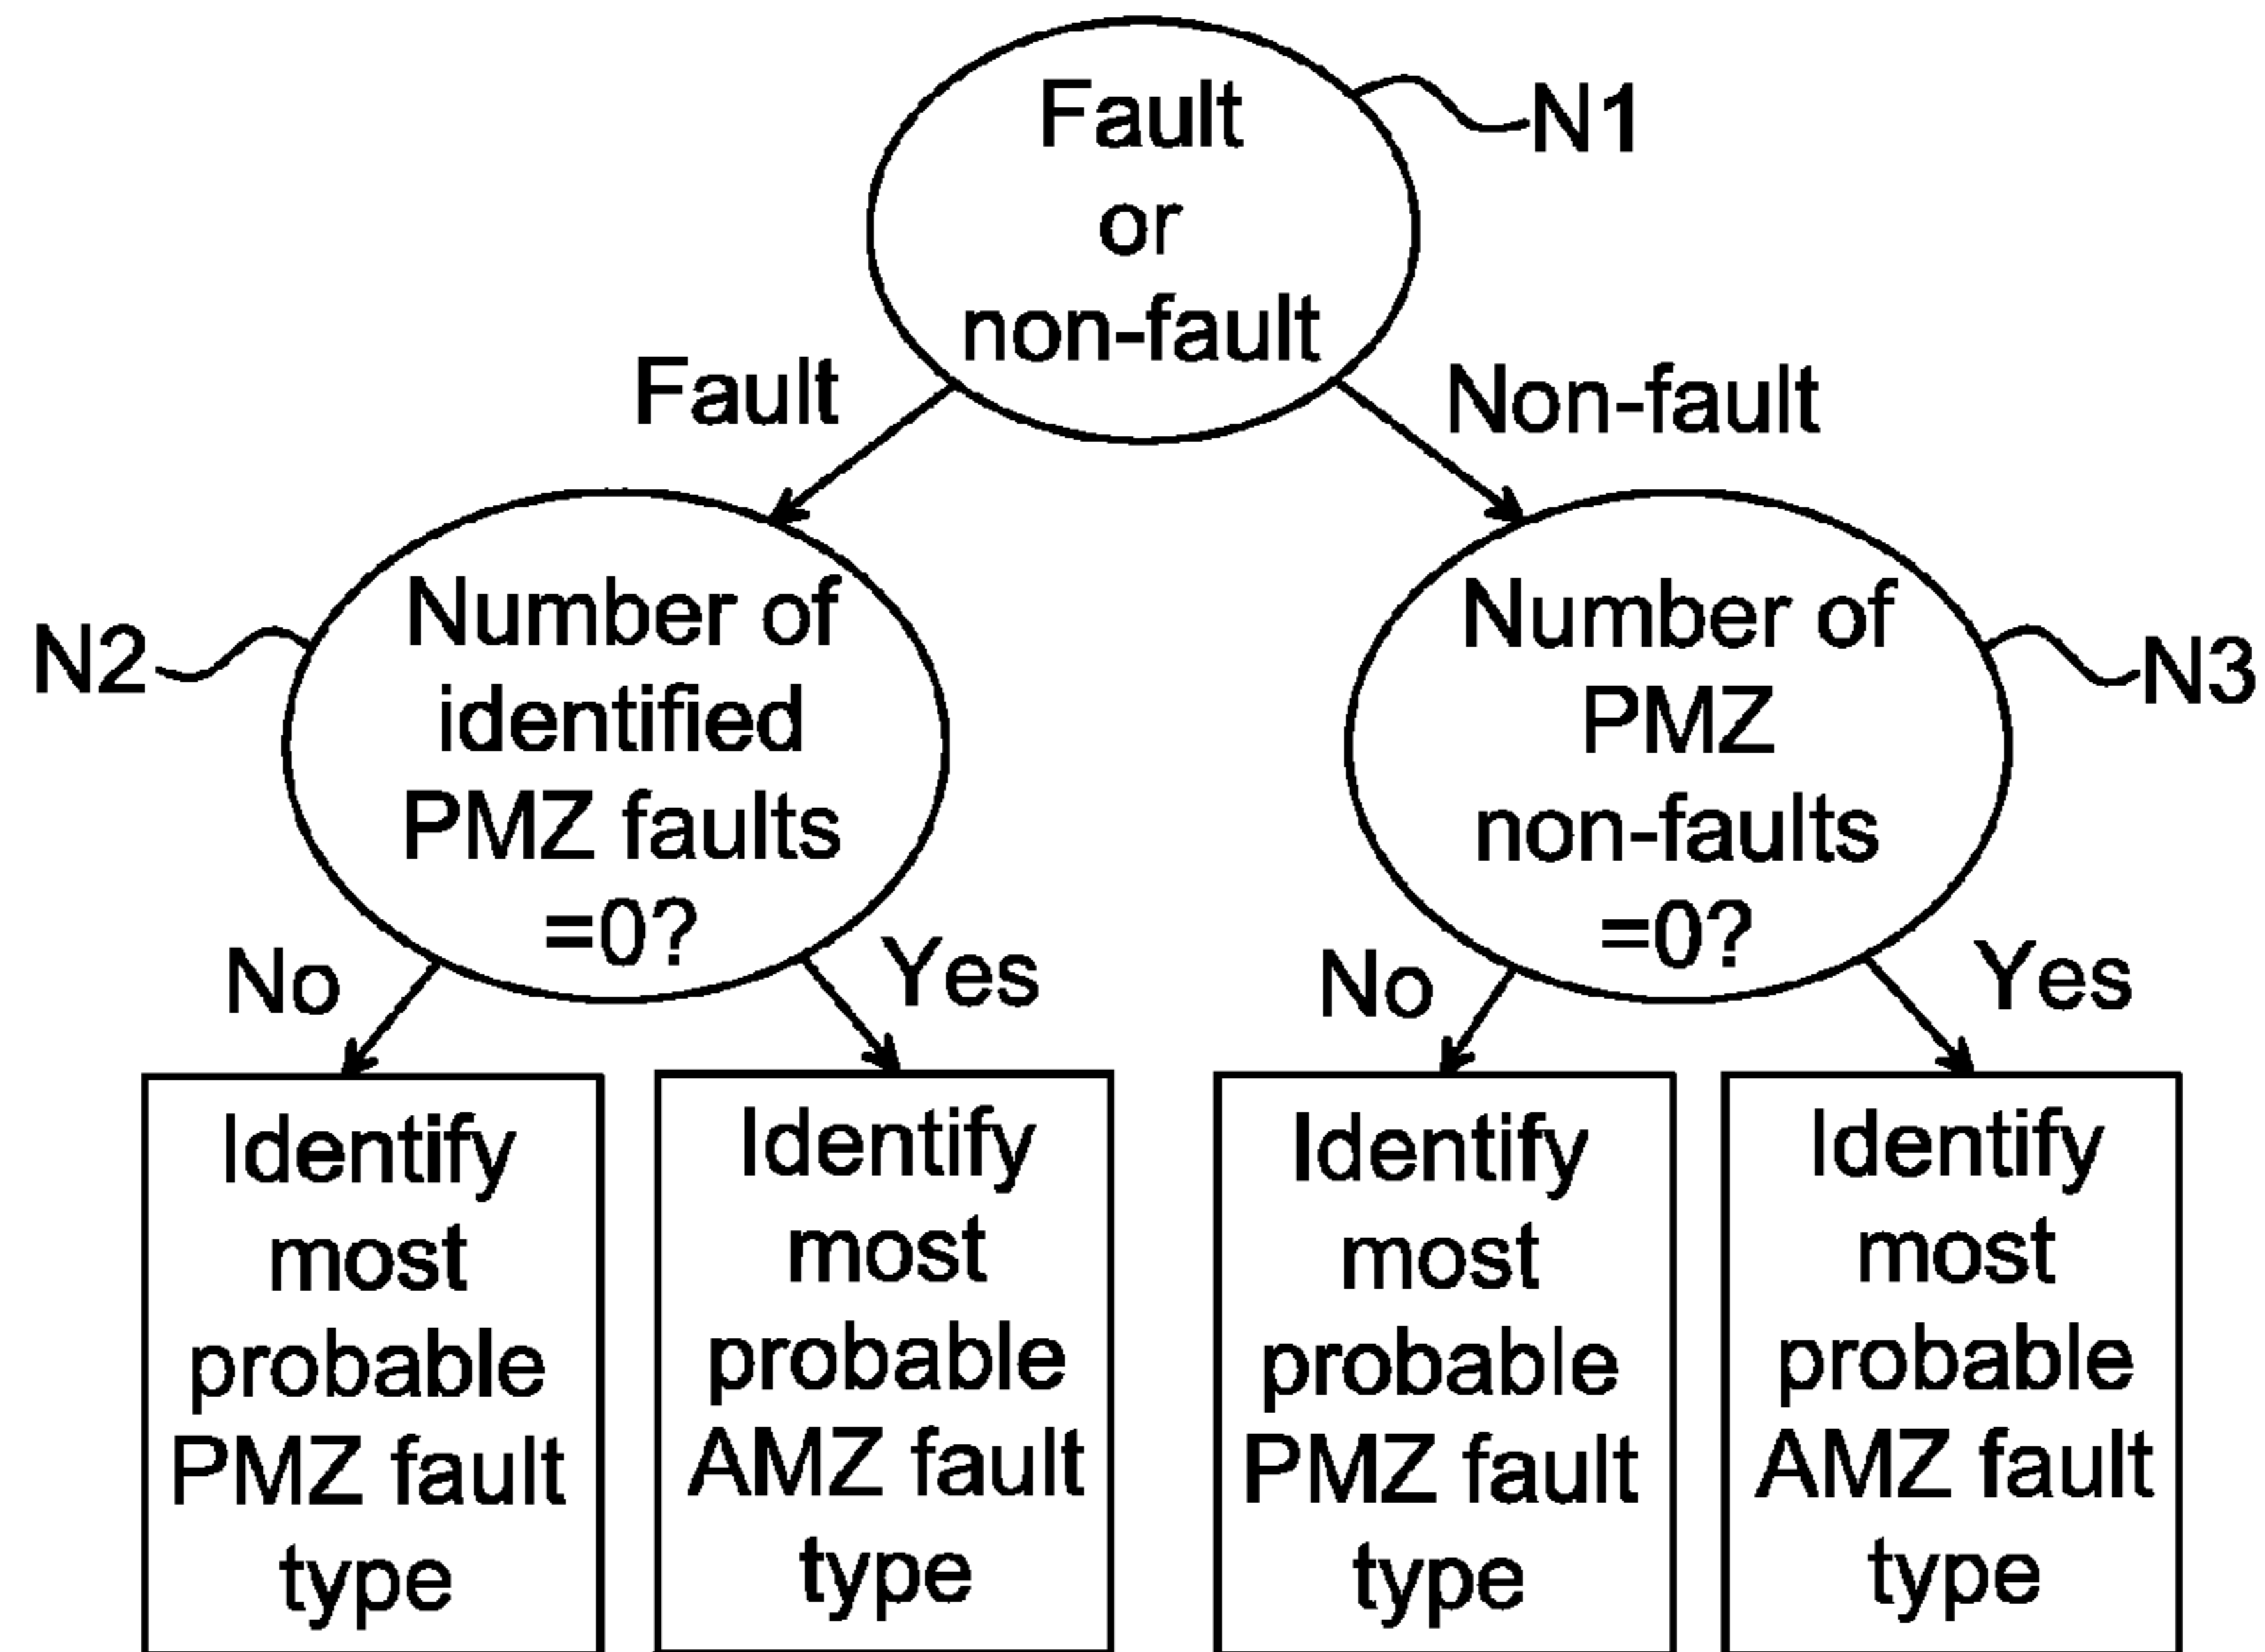 Fault
or
non-fault
N1
Fault
Non-fault
N2
Number of
identified
PMZ faults
=0?
Number of
PMZ
non-faults
=0?
N3
No
Yes
No
Yes
Identify
most
probable
PMZ fault
type
Identify
most
probable
AMZ fault
type
Identify
most
probable
PMZ fault
type
Identify
most
probable
AMZ fault
type